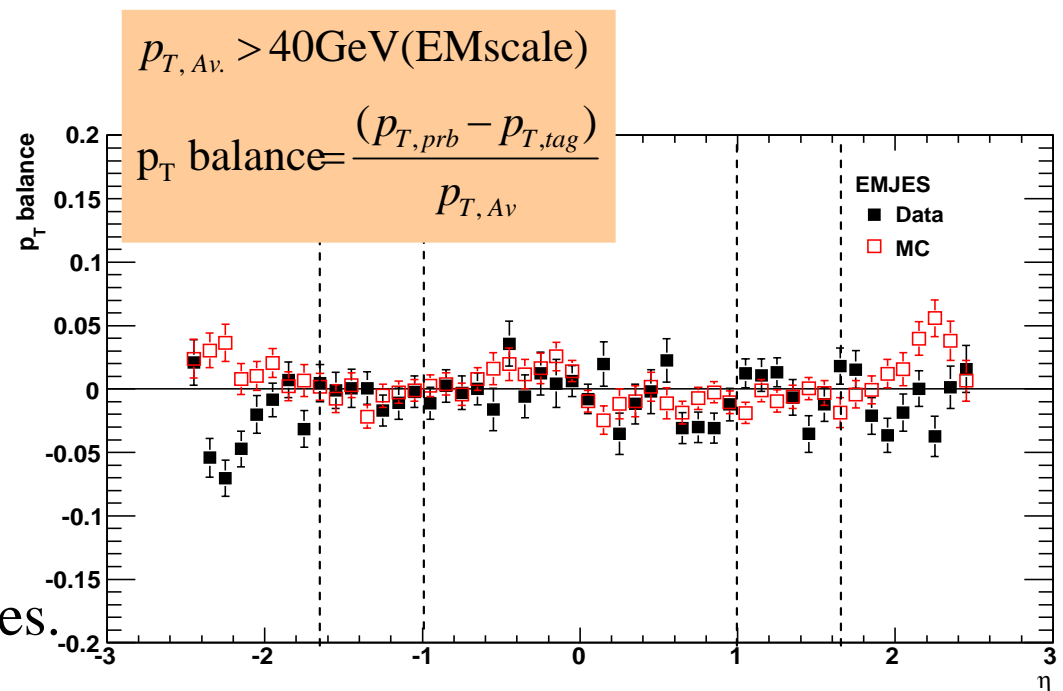 p_{T, Av.} > 40GeV(EMscale)
p_T balance = (p_{T,prb} − p_{T,tag}) / p_{T, Av}
p_T balance
0.2
0.15
0.1
0.05
0
-0.05
-0.1
-0.15
-0.2
EMJES
Data
MC
es.
-3 -2 -1 0 1 2 3
η